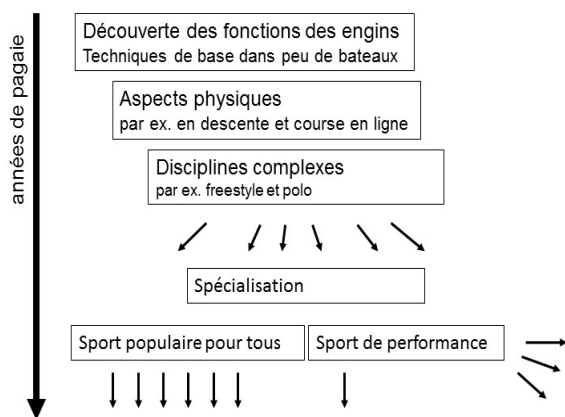 années de pagaie
Découverte des fonctions des engins
Techniques de base dans peu de bateaux
Aspects physiques
par ex. en descente et course en ligne
Disciplines complexes
par ex. freestyle et polo
Spécialisation
Sport populaire pour tous
Sport de performance